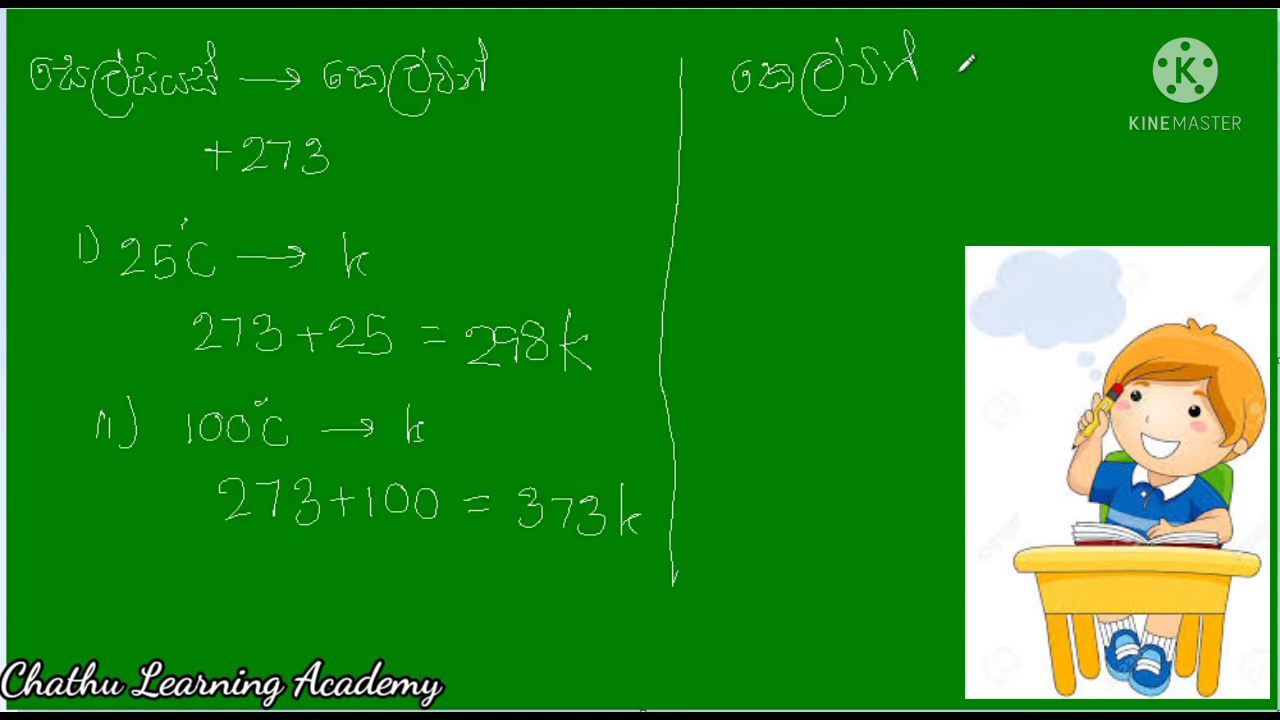 සෙල්සියස් → කෙල්වින්
+273
I) 25°C → k
273+25 = 298k
II) 100°C → k
273+100 = 373k
කෙල්වින්
K
KINEMASTER
Chathu Learning Academy